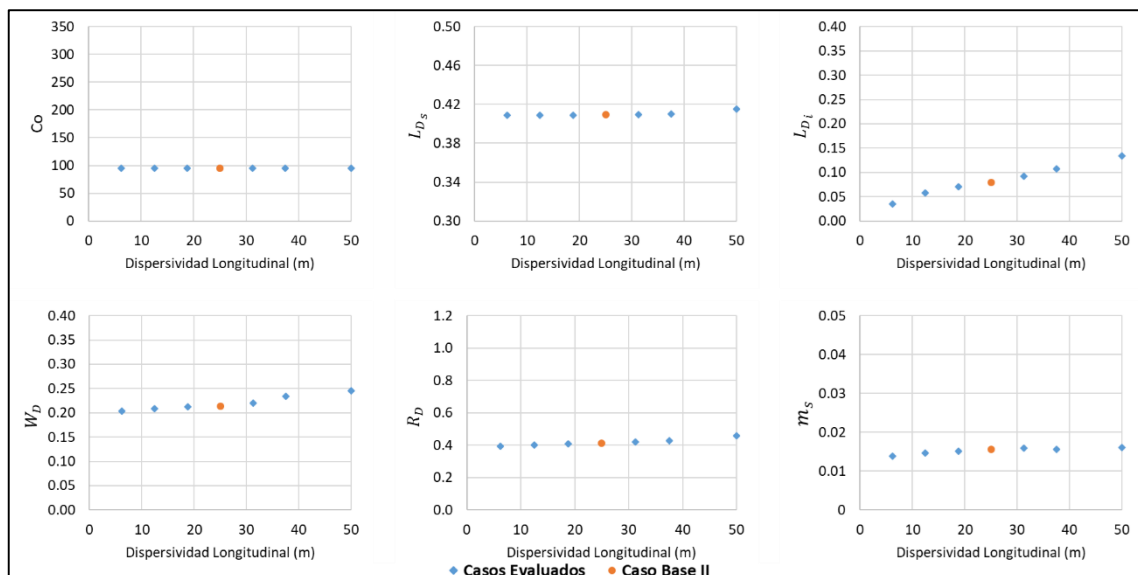 350
300
250
200
150
100
50
0
Co
0 10 20 30 40 50
Dispersividad Longitudinal (m)
0.50
0.46
0.42
0.38
0.34
0.30
L_{D_s}
0 10 20 30 40 50
Dispersividad Longitudinal (m)
0.40
0.35
0.30
0.25
0.20
0.15
0.10
0.05
0.00
L_{D_i}
0 10 20 30 40 50
Dispersividad Longitudinal (m)
0.40
0.35
0.30
0.25
0.20
0.15
0.10
0.05
0.00
W_D
0 10 20 30 40 50
Dispersividad Longitudinal (m)
1.2
1.0
0.8
0.6
0.4
0.2
0.0
R_D
0 10 20 30 40 50
Dispersividad Longitudinal (m)
0.05
0.04
0.03
0.02
0.01
0
m_s
0 10 20 30 40 50
Dispersividad Longitudinal (m)
Casos Evaluados Caso Base II